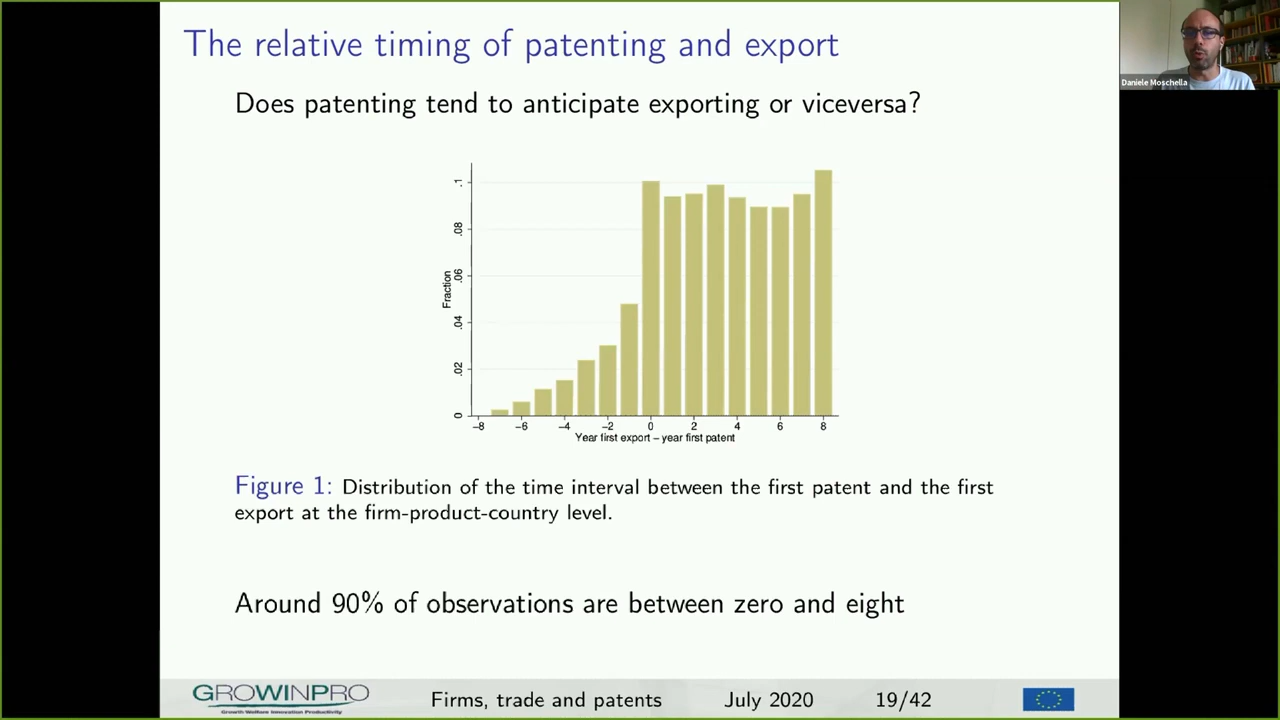 The relative timing of patenting and export
Daniele Moschella
Does patenting tend to anticipate exporting or viceversa?
Fraction
.1
.08
.06
.04
.02
0
−8 −6 −4 −2 0 2 4 6 8
Year first export − year first patent
Figure 1: Distribution of the time interval between the first patent and the first
export at the firm-product-country level.
Around 90% of observations are between zero and eight
GROWINPRO
Growth Welfare Innovation Productivity
Firms, trade and patents July 2020 19/42